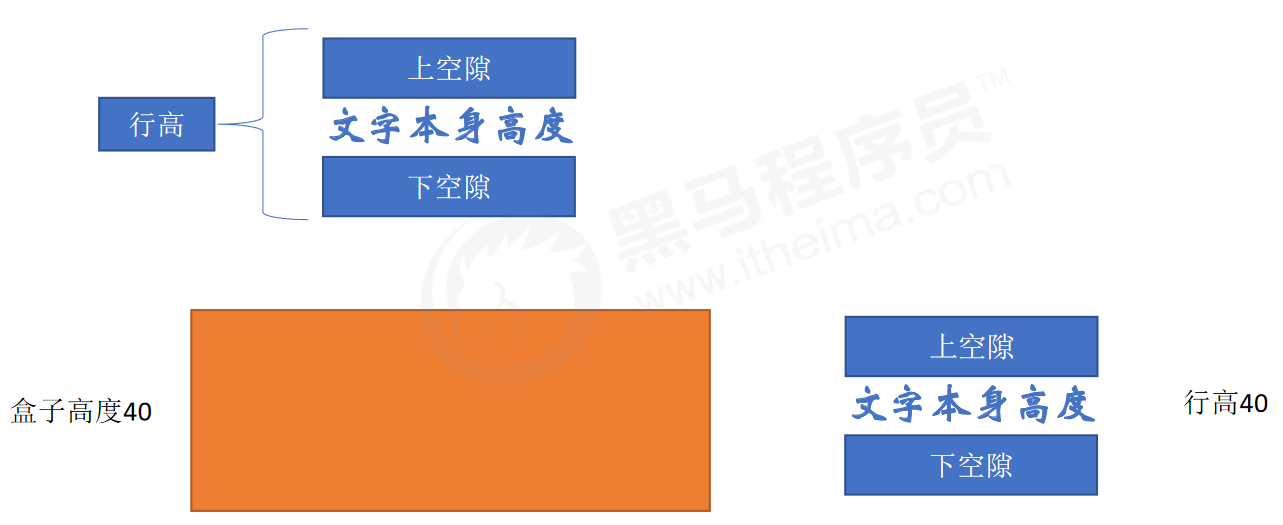 上空隙
行高
文字本身高度
下空隙
黑马程序员™
www.itheima.com
上空隙
盒子高度40
文字本身高度
行高40
下空隙